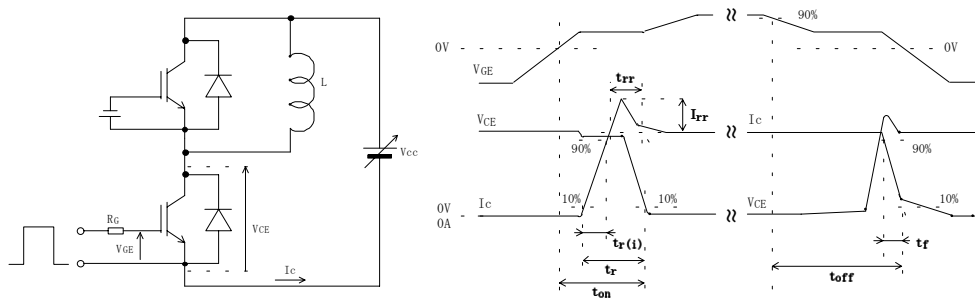 L
Vcc
RG
VGE
VCE
Ic
90%
0V
0V
VGE
trr
Irr
VCE
Ic
90%
90%
10%
10%
10%
0V
0A
Ic
VCE
tr(i)
tr
ton
tf
toff